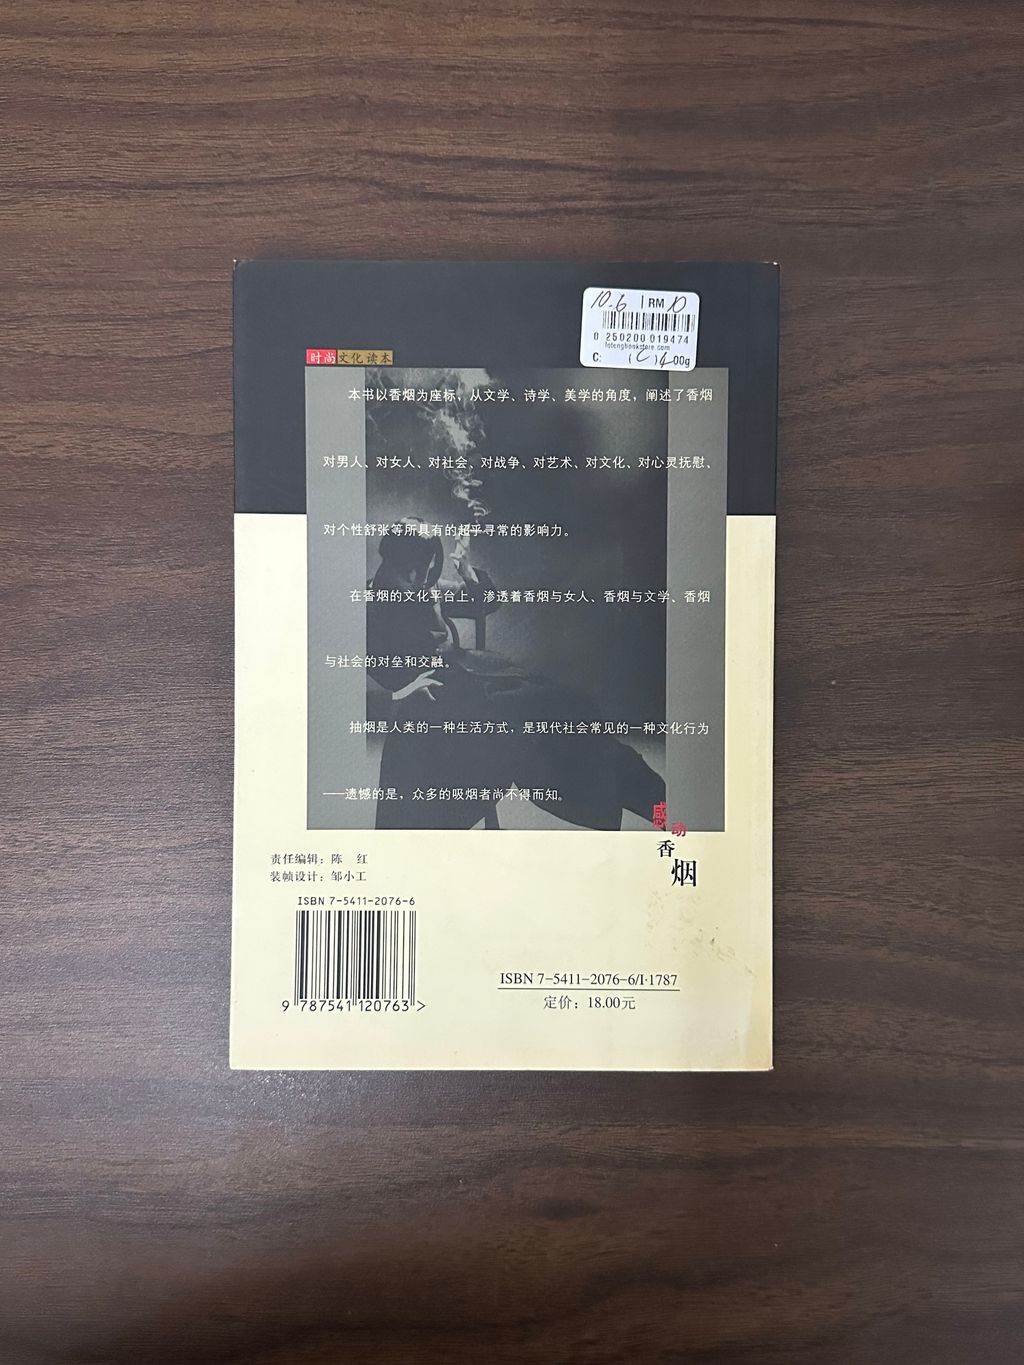 10.6 RM 10
0 250200 019474
C: (C) 400g
时尚文化读本
本书以香烟为座标，从文学、诗学、美学的角度，阐述了香烟
对男人、对女人、对社会、对战争、对艺术、对文化、对心灵抚慰、
对个性舒张等所具有的超乎寻常的影响力。
在香烟的文化平台上，渗透着香烟与女人、香烟与文学、香烟
与社会的对垒和交融。
抽烟是人类的一种生活方式，是现代社会常见的一种文化行为
——遗憾的是，众多的吸烟者尚不得而知。
感动香烟
责任编辑：陈 红
装帧设计：邹小工
ISBN 7-5411-2076-6
9 787541 120763 >
ISBN 7-5411-2076-6/I·1787
定价：18.00元